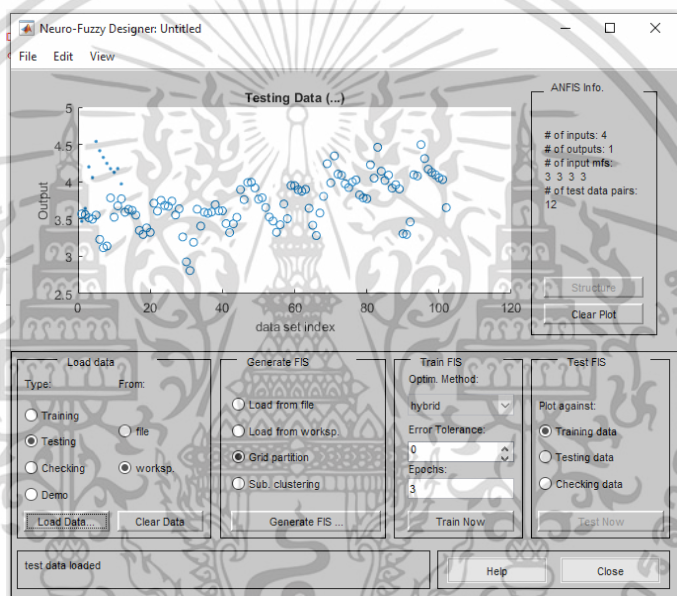 Neuro-Fuzzy Designer: Untitled
File Edit View
Testing Data (...)
5
4.5
4
3.5
3
2.5
Output
0 20 40 60 80 100 120
data set index
ANFIS Info.
# of inputs: 4
# of outputs: 1
# of input mfs:
3 3 3 3
# of test data pairs:
12
Structure
Clear Plot
Load data
Type: From:
Training
Testing
Checking
Demo
file
worksp.
Load Data... Clear Data
Generate FIS
Load from file
Load from worksp.
Grid partition
Sub. clustering
Generate FIS ...
Train FIS
Optim. Method:
hybrid
Error Tolerance:
0
Epochs:
3
Train Now
Test FIS
Plot against:
Training data
Testing data
Checking data
Test Now
test data loaded
Help Close